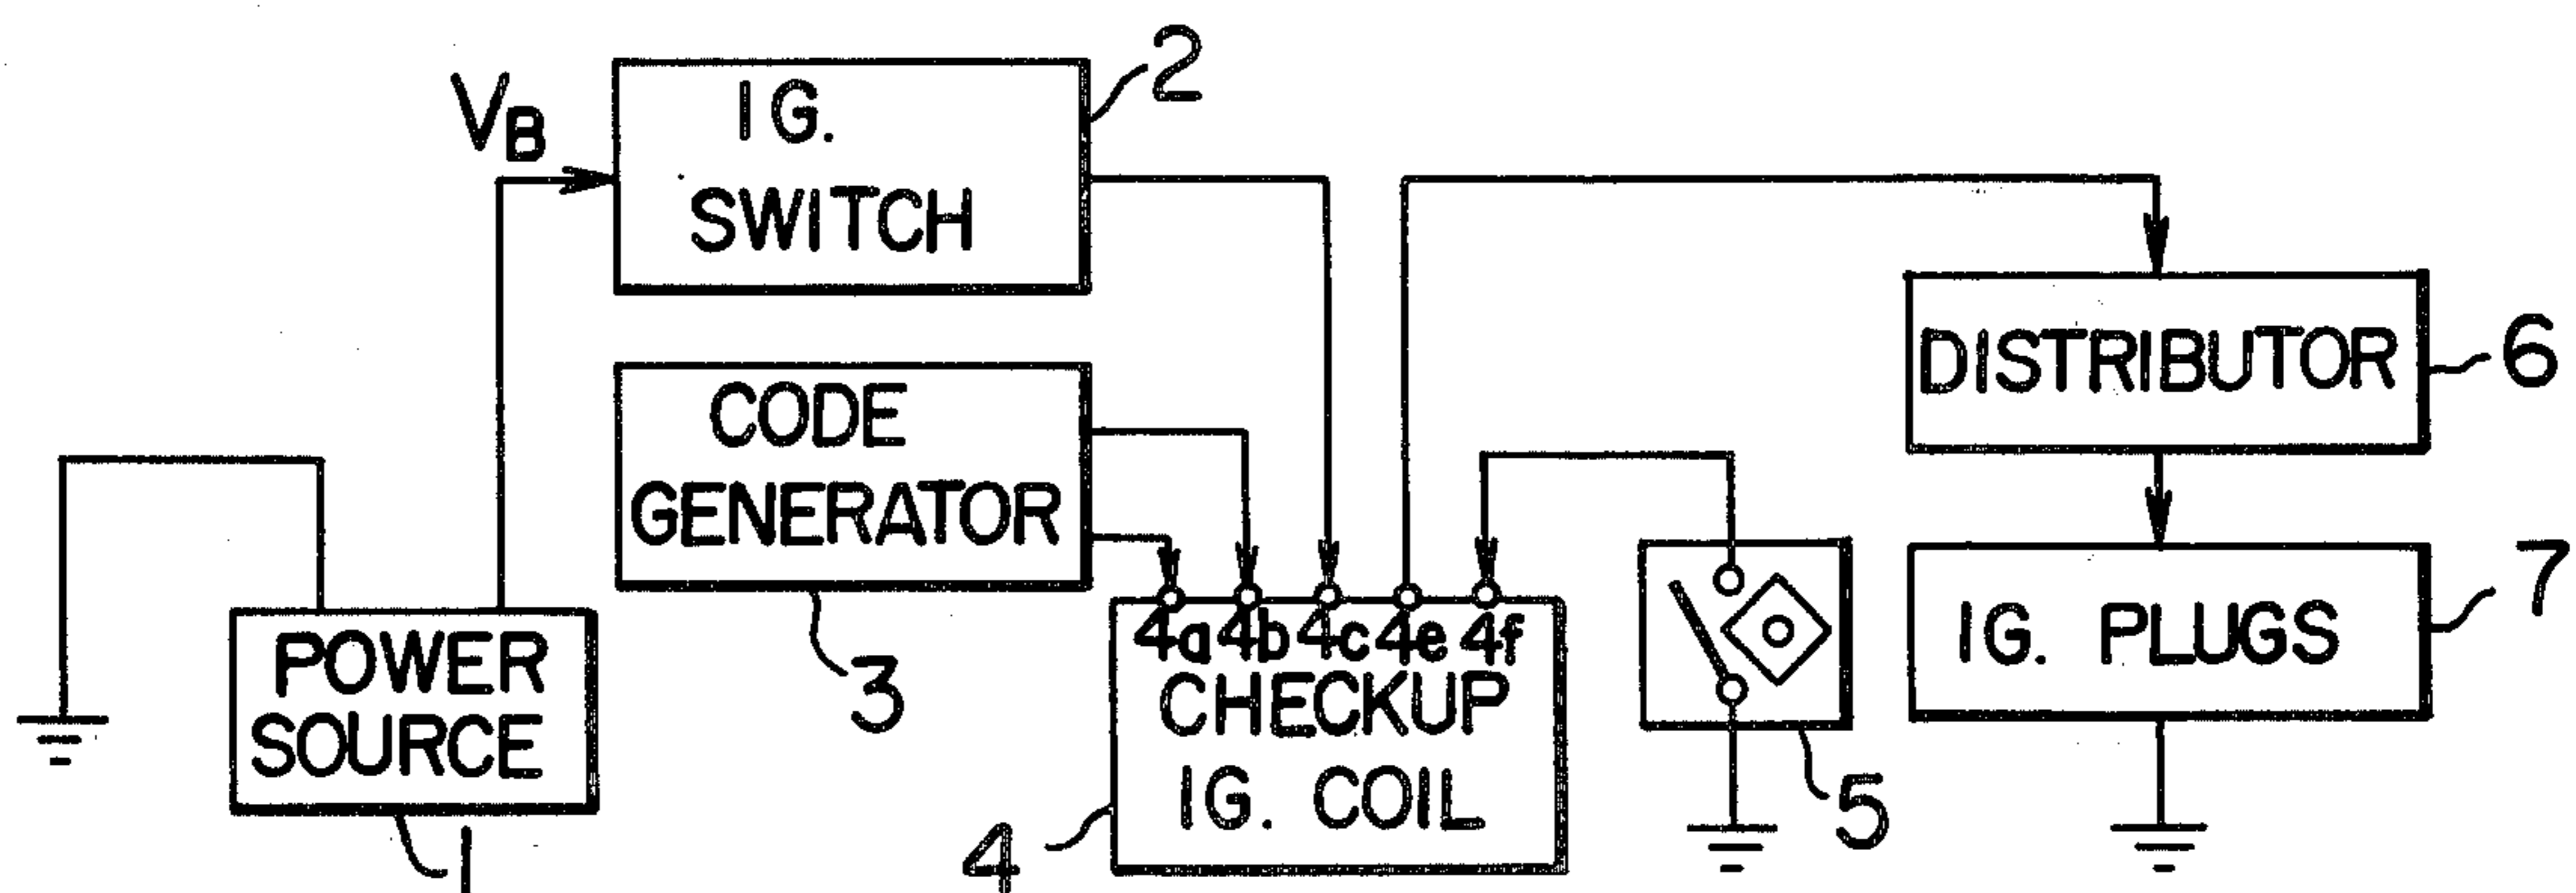 2
IG.
SWITCH
VB
CODE
GENERATOR
3
DISTRIBUTOR
6
IG. PLUGS
7
POWER
SOURCE
1
4a 4b 4c 4e 4f
CHECKUP
IG. COIL
4
5